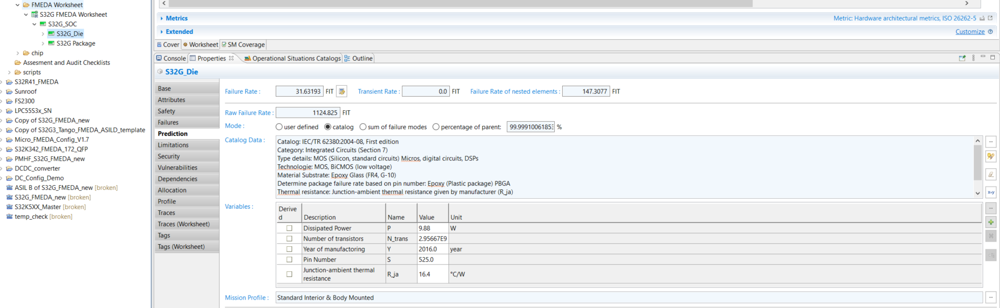 FMEDA Worksheet
S32G FMEDA Worksheet
S32G_SOC
S32G_Die
S32G Package
chip
Assesment and Audit Checklists
scripts
S32R41_FMEDA
Sunroof
FS2300
LPC55S3x_SN
Copy of S32G_FMEDA_new
Copy of S32G3_Tango_FMEDA_ASILD_template
Micro_FMEDA_Config_V1.7
S32K342_FMEDA_172_QFP
PMHF_S32G_FMEDA_new
DCDC_converter
DC_Config_Demo
ASIL B of S32G_FMEDA_new [broken]
S32G_FMEDA_new [broken]
S32K5XX_Master [broken]
temp_check [broken]
Metrics
Metric: Hardware architectural metrics, ISO 26262-5
Extended
Customize
Cover Worksheet SM Coverage
Console Properties Operational Situations Catalogs Outline
S32G_Die
Base
Attributes
Safety
Failures
Prediction
Limitations
Security
Vulnerabilities
Dependencies
Allocation
Profile
Traces
Traces (Worksheet)
Tags
Tags (Worksheet)
Failure Rate : 31.63193 FIT Transient Rate : 0.0 FIT Failure Rate of nested elements : 147.3077 FIT
Raw Failure Rate : 1124.825 FIT
Mode : user defined catalog sum of failure modes percentage of parent: 99.9991006185 %
Catalog Data : Catalog: IEC/TR 62380:2004-08, First edition
Category: Integrated Circuits (Section 7)
Type details: MOS (Silicon, standard circuits) Micros, digital circuits, DSPs
Technologie: MOS, BiCMOS (low voltage)
Material Substrate: Epoxy Glass (FR4, G-10)
Determine package failure rate based on pin number: Epoxy (Plastic package) PBGA
Thermal resistance: Junction-ambient thermal resistance given by manufacturer (R_ja)
x+y
Variables :
Derive
d Description Name Value Unit
Dissipated Power P 9.88 W
Number of transistors N_trans 2.95667E9
Year of manufactoring Y 2016.0 year
Pin Number S 525.0
Junction-ambient thermal
resistance R_ja 16.4 °C/W
Mission Profile : Standard Interior & Body Mounted